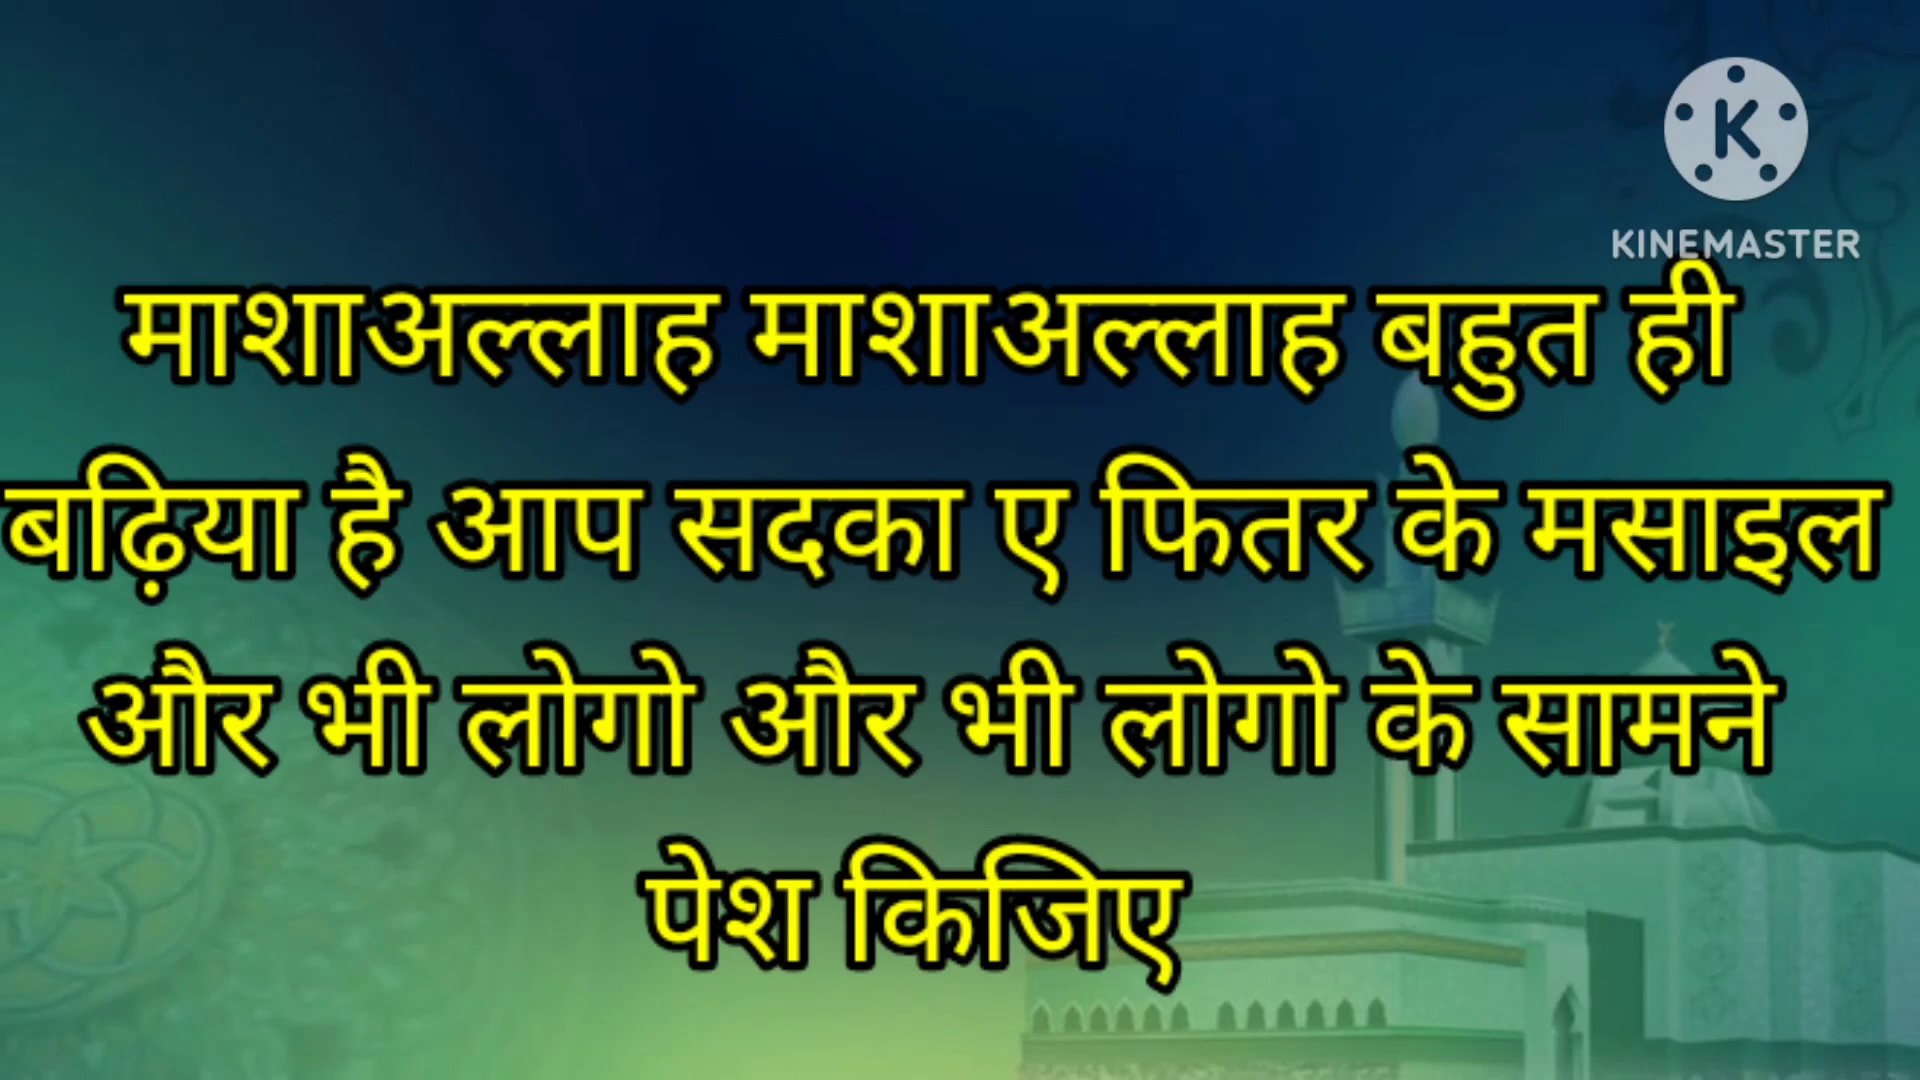 KINEMASTER
माशाअल्लाह माशाअल्लाह बहुत ही
बढ़िया है आप सदका ए फितर के मसाइल
और भी लोगो और भी लोगो के सामने
पेश किजिए